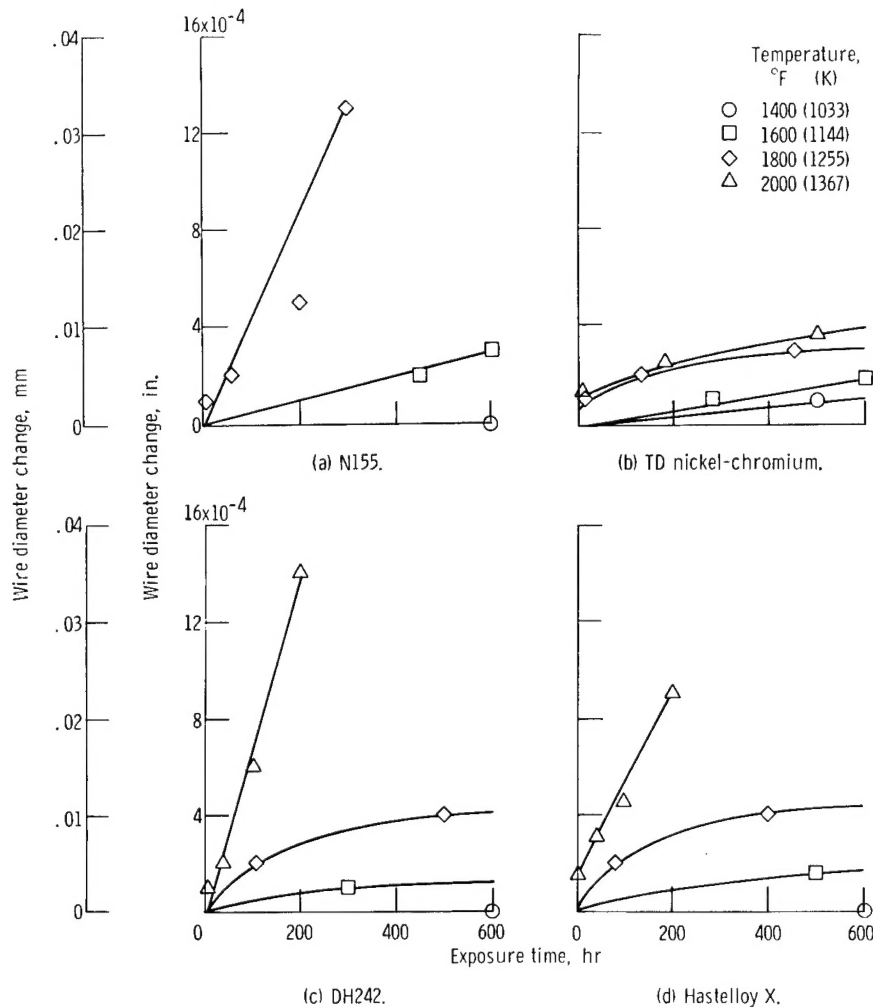 16x10-4
.04
.03
.02
.01
0
12
8
4
0
Temperature,
°F (K)
1400 (1033)
1600 (1144)
1800 (1255)
2000 (1367)
(a) N155.
(b) TD nickel-chromium.
Wire diameter change, mm
Wire diameter change, in.
16x10-4
.04
.03
.02
.01
0
12
8
4
0 200 400 600
0 200 400 600
Exposure time, hr
(c) DH242.
(d) Hastelloy X.